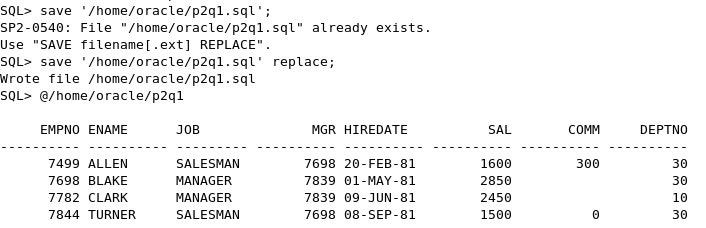 SQL> save '/home/oracle/p2q1.sql';
SP2-0540: File "/home/oracle/p2q1.sql" already exists.
Use "SAVE filename[.ext] REPLACE".
SQL> save '/home/oracle/p2q1.sql' replace;
Wrote file /home/oracle/p2q1.sql
SQL> @/home/oracle/p2q1

     EMPNO ENAME      JOB              MGR HIREDATE         SAL       COMM     DEPTNO
---------- ---------- --------- ---------- --------- ---------- ---------- ----------
      7499 ALLEN      SALESMAN        7698 20-FEB-81       1600        300         30
      7698 BLAKE      MANAGER         7839 01-MAY-81       2850                    30
      7782 CLARK      MANAGER         7839 09-JUN-81       2450                    10
      7844 TURNER     SALESMAN        7698 08-SEP-81       1500          0         30